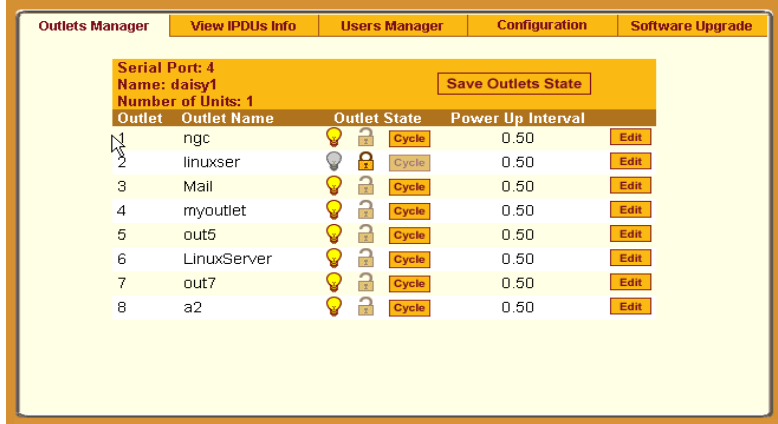 Outlets Manager View IPDUs Info Users Manager Configuration Software Upgrade
Serial Port: 4
Name: daisy1
Save Outlets State
Number of Units: 1
Outlet Outlet Name Outlet State Power Up Interval
1 ngc Cycle 0.50 Edit
2 linuxser Cycle 0.50 Edit
3 Mail Cycle 0.50 Edit
4 myoutlet Cycle 0.50 Edit
5 out5 Cycle 0.50 Edit
6 LinuxServer Cycle 0.50 Edit
7 out7 Cycle 0.50 Edit
8 a2 Cycle 0.50 Edit